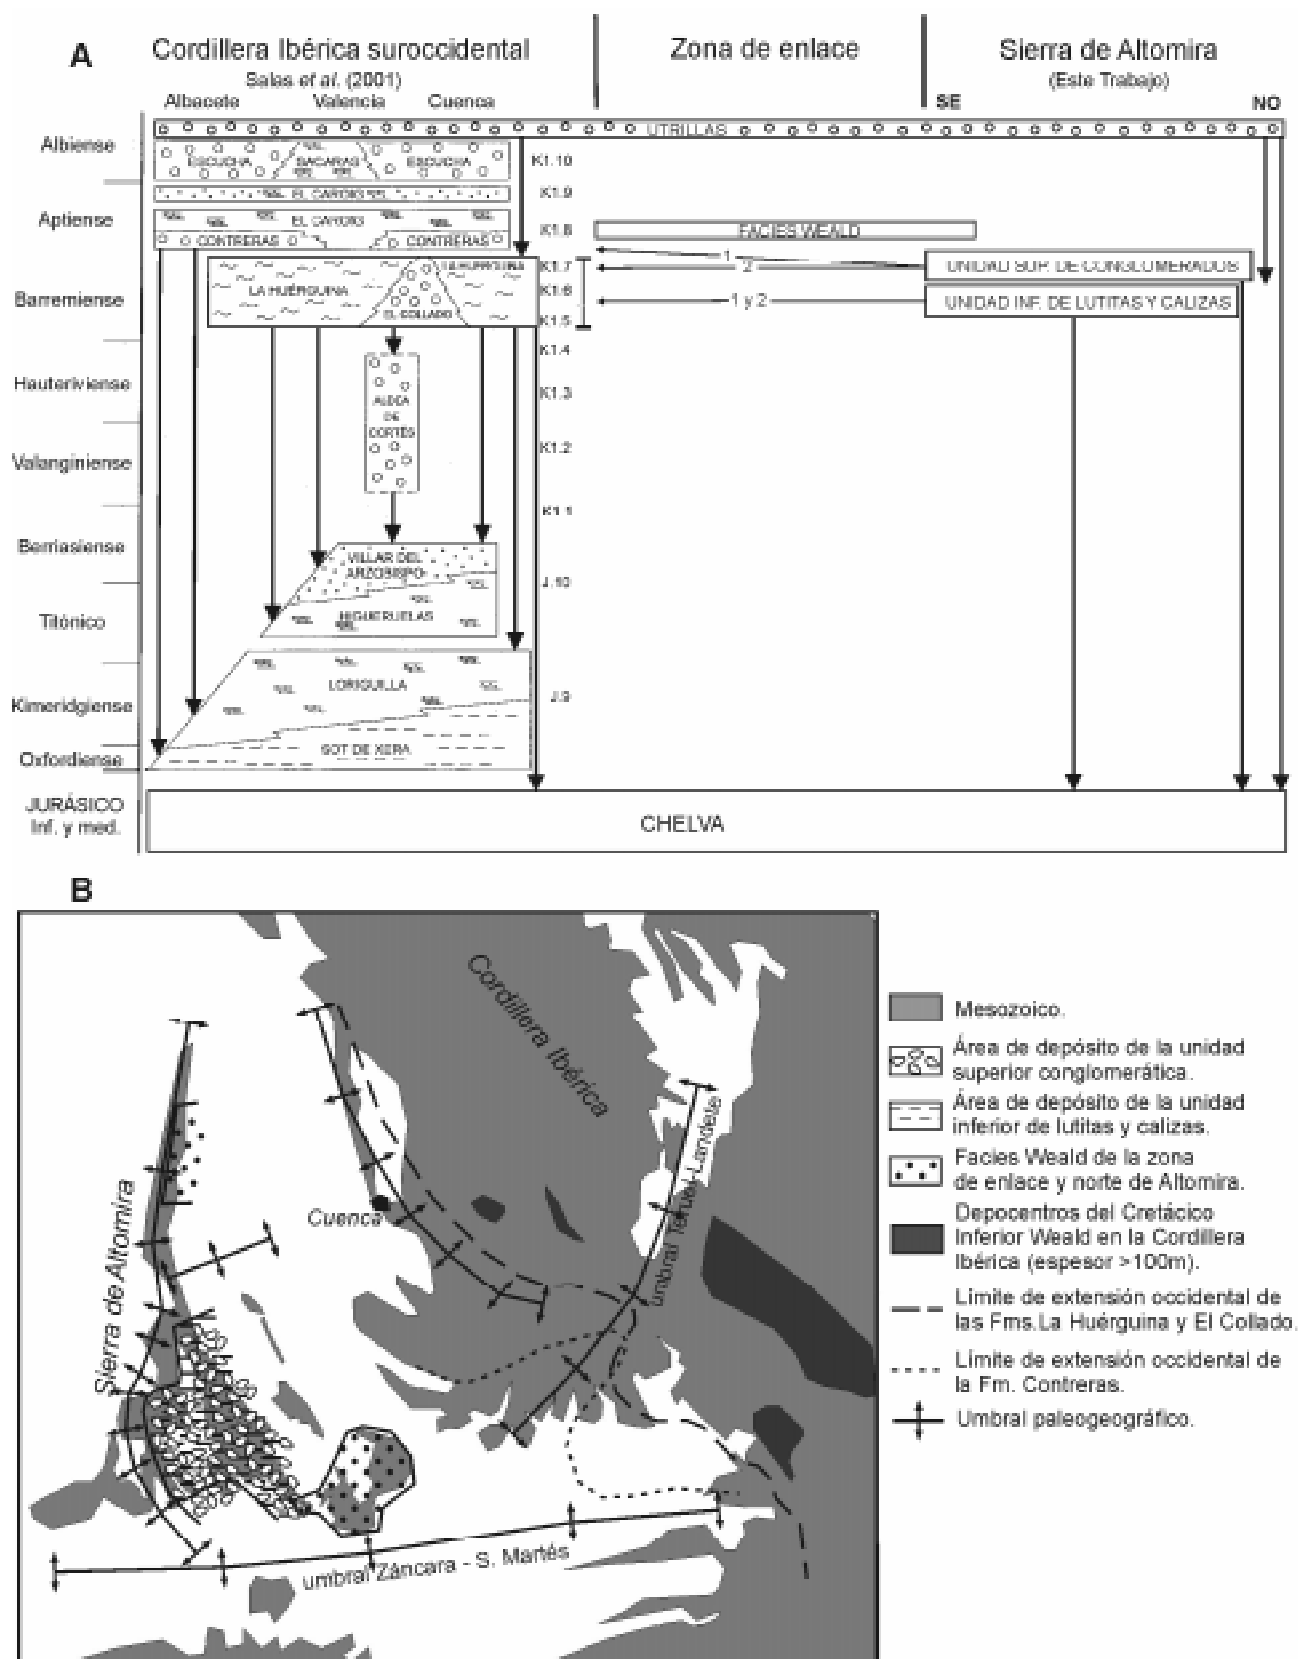 A
Cordillera Ibérica suroccidental
Salas et al. (2001)
Albacete Valencia Cuenca
Zona de enlace
Sierra de Altomira
(Este Trabajo)
SE NO
UTRILLAS
Albiense
ESCUCHA SACARAS ESCUCHA
K1.10
K1.9
Aptiense
CONTRERAS CONTRERAS
K1.8
FACIES WEALD
LA HUÉRGUINA
LA HUÉRGUINA
EL COLLADO
K1.7
K1.6
K1.5
1
2
1 y 2
UNIDAD SUP. DE CONGLOMERADOS
UNIDAD INF. DE LUTITAS Y CALIZAS
Barremiense
K1.4
Hauteriviense
K1.3
ALDEA
DE
CORTÉS
K1.2
Valanginiense
K1.1
Berriasiense
VILLAR DEL
ARZOBISPO
J.10
Titónico
HIGUERUELAS
LORIGUILLA
J.9
Kimeridgiense
SOT DE XERA
Oxfordiense
JURÁSICO
Inf. y med.
CHELVA
B
Cordillera Ibérica
Cuenca
Sierra de Altomira
umbral Teruel-Landete
umbral Záncara - S. Martés
Mesozoico.
Área de depósito de la unidad
superior conglomerática.
Área de depósito de la unidad
inferior de lutitas y calizas.
Facies Weald de la zona
de enlace y norte de Altomira.
Depocentros del Cretácico
Inferior Weald en la Cordillera
Ibérica (espesor >100m).
Límite de extensión occidental de
las Fms. La Huérguina y El Collado.
Límite de extensión occidental de
la Fm. Contreras.
Umbral paleogeográfico.